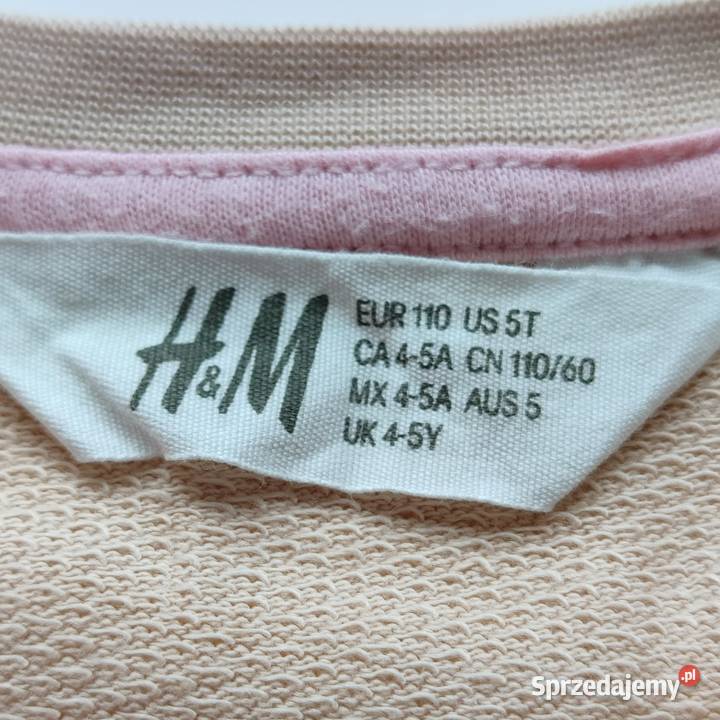 H&M
EUR 110 US 5T
CA 4-5A CN 110/60
MX 4-5A AUS 5
UK 4-5Y
Sprzedajemy.pl